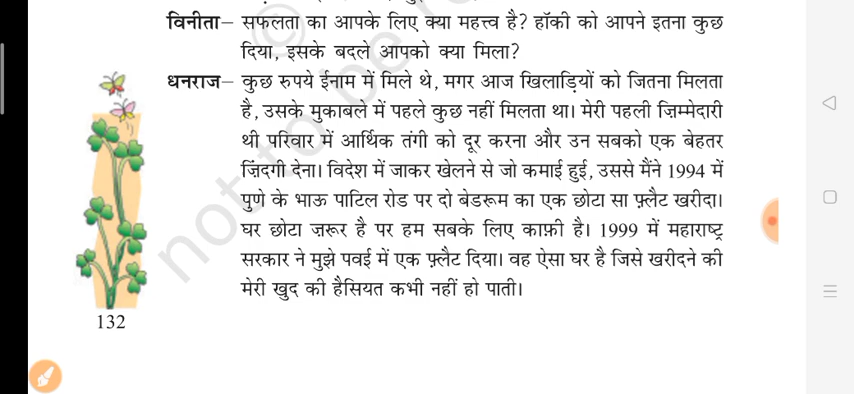 विनीता– सफलता का आपके लिए क्या महत्त्व है? हॉकी को आपने इतना कुछ
दिया, इसके बदले आपको क्या मिला?
धनराज– कुछ रुपये ईनाम में मिले थे, मगर आज खिलाड़ियों को जितना मिलता
है, उसके मुकाबले में पहले कुछ नहीं मिलता था। मेरी पहली ज़िम्मेदारी
थी परिवार में आर्थिक तंगी को दूर करना और उन सबको एक बेहतर
ज़िंदगी देना। विदेश में जाकर खेलने से जो कमाई हुई, उससे मैंने 1994 में
पुणे के भाऊ पाटिल रोड पर दो बेडरूम का एक छोटा सा फ़्लैट खरीदा।
घर छोटा ज़रूर है पर हम सबके लिए काफ़ी है। 1999 में महाराष्ट्र
सरकार ने मुझे पवई में एक फ़्लैट दिया। वह ऐसा घर है जिसे खरीदने की
मेरी खुद की हैसियत कभी नहीं हो पाती।
132
©
not to be